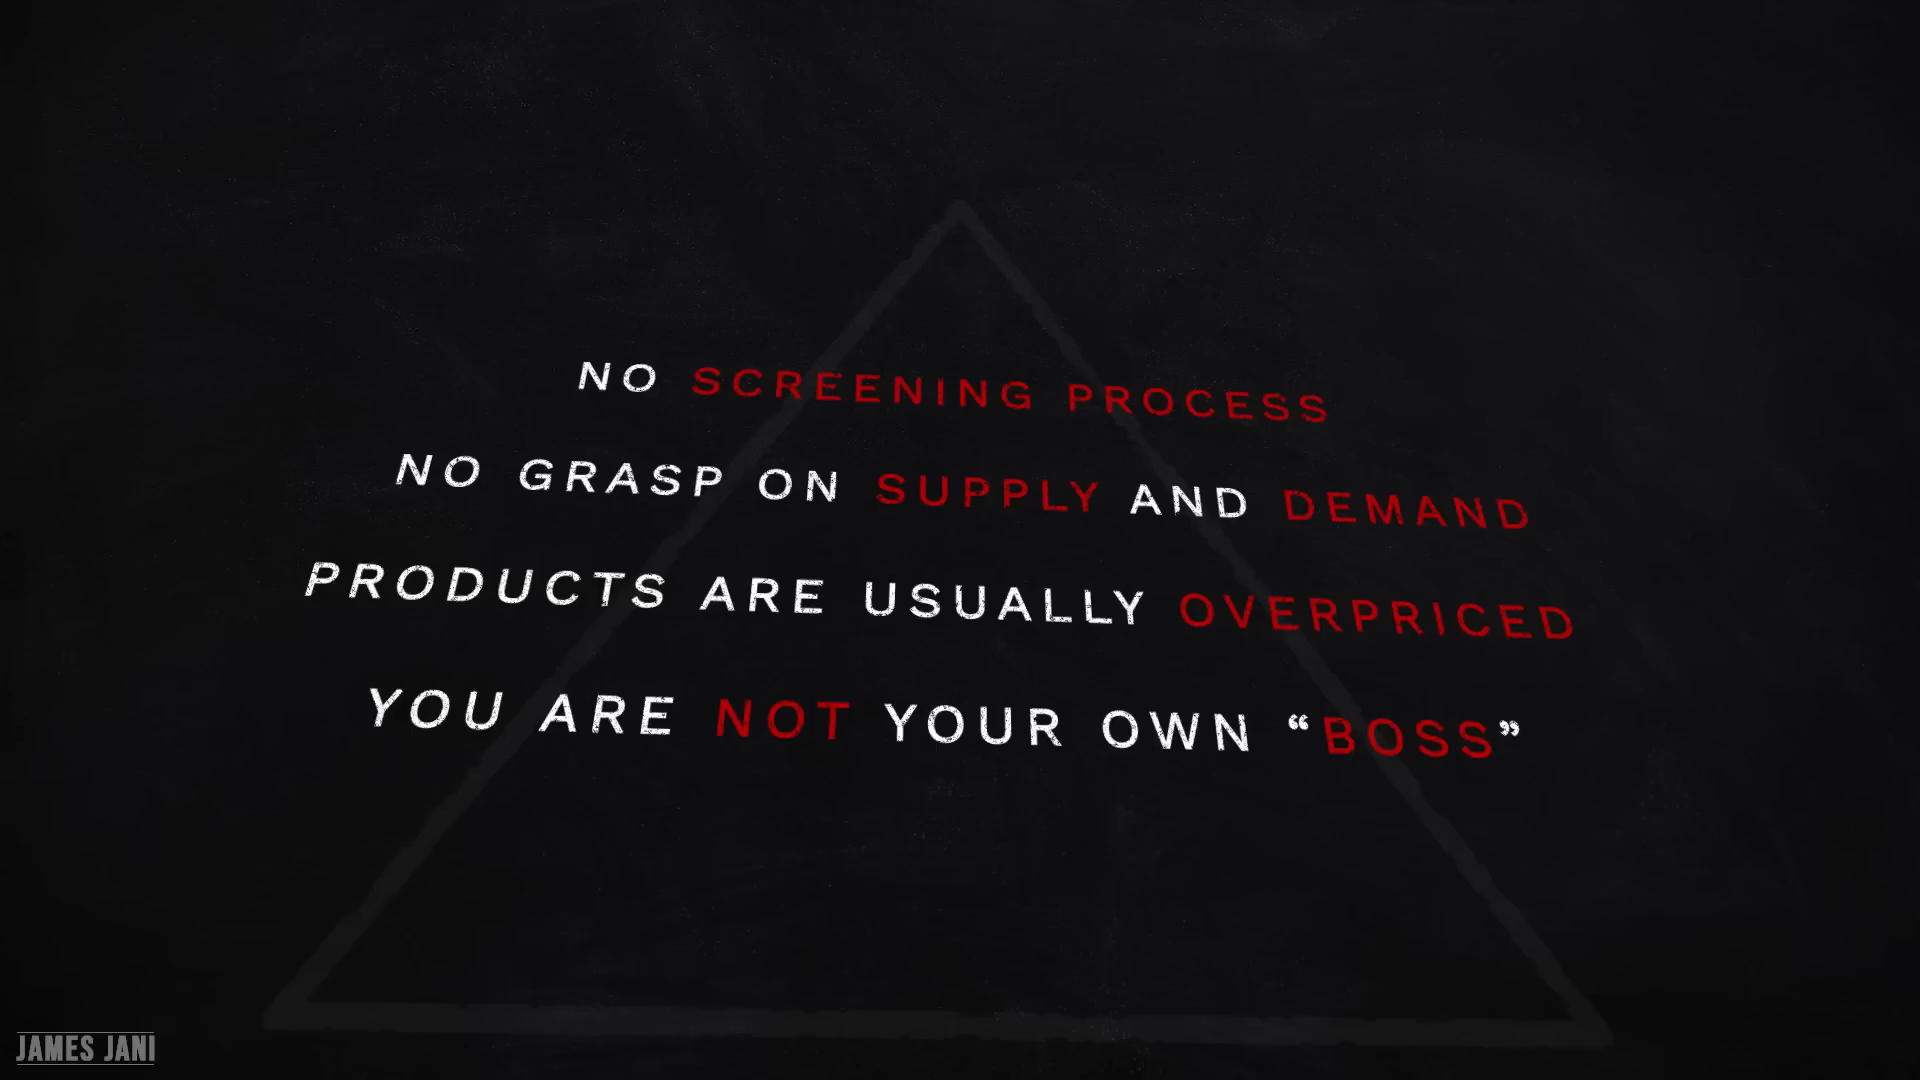 NO SCREENING PROCESS
NO GRASP ON SUPPLY AND DEMAND
PRODUCTS ARE USUALLY OVERPRICED
YOU ARE NOT YOUR OWN “BOSS”
JAMES JANI